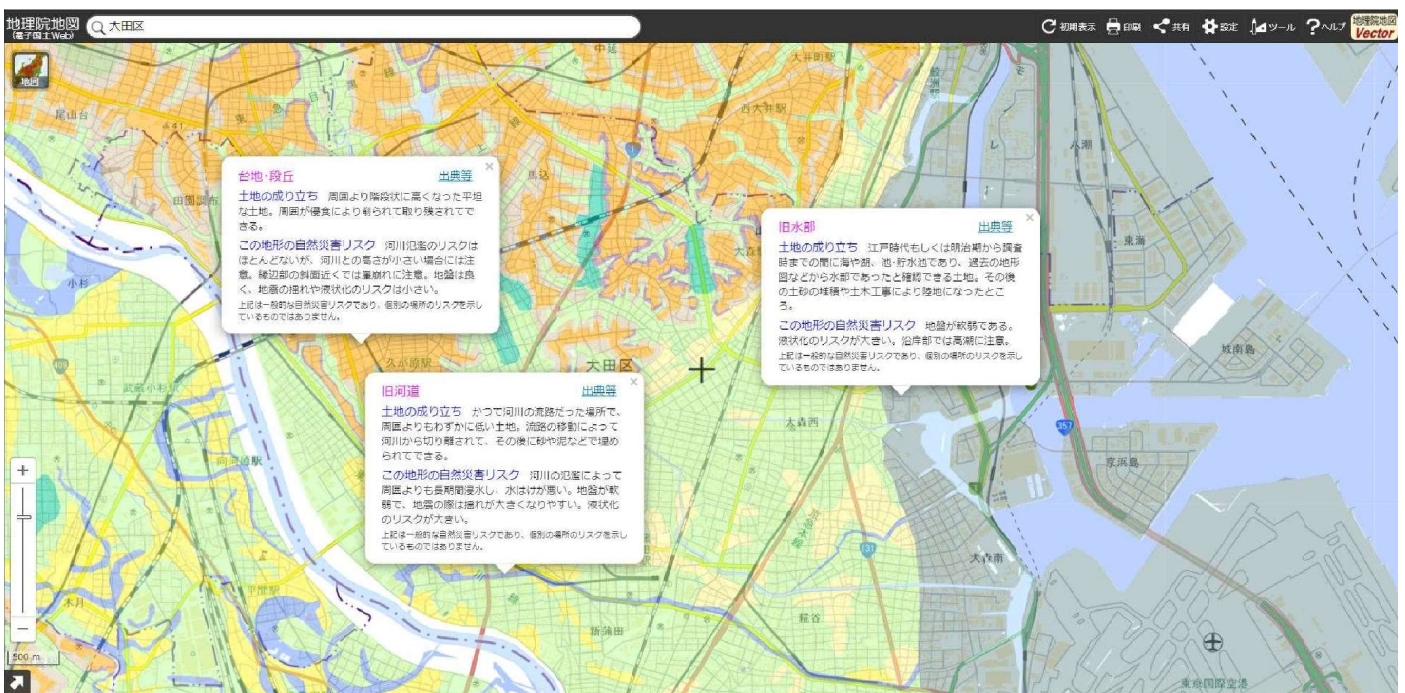 地理院地図
(電子国土Web)
大田区
初期表示 印刷 共有 設定 ツール ヘルプ
地理院地図
Vector
地図
中延
大井町駅
尾山台
西大井駅
八潮
馬込
田園調布
台地・段丘 出典等
土地の成り立ち 周囲より階段状に高くなった平坦
な土地。周囲が侵食により削られて取り残されてで
きる。
この地形の自然災害リスク 河川氾濫のリスクは
ほとんどないが、河川との高さが小さい場合には注
意。縁辺部の斜面近くでは崖崩れに注意。地盤は良
く、地震の揺れや液状化のリスクは小さい。
上記は一般的な自然災害リスクであり、個別の場所のリスクを示し
ているものではありません。
旧水部 出典等
土地の成り立ち 江戸時代もしくは明治期から調査
時までの間に海や湖、池・貯水池であり、過去の地形
図などから水部であったと確認できる土地。その後
の土砂の堆積や土木工事により陸地になったとこ
ろ。
この地形の自然災害リスク 地盤が軟弱である。
液状化のリスクが大きい。沿岸部では高潮に注意。
上記は一般的な自然災害リスクであり、個別の場所のリスクを示し
ているものではありません。
東海
小杉
城南島
409
武蔵小杉
久が原駅
大田区
357
旧河道 出典等
土地の成り立ち かつて河川の流路だった場所で、
周囲よりもわずかに低い土地。流路の移動によって
河川から切り離されて、その後に砂や泥などで埋め
られてできる。
この地形の自然災害リスク 河川の氾濫によって
周囲よりも長期間浸水し、水はけが悪い。地盤が軟
弱で、地震の際は揺れが大きくなりやすい。液状化
のリスクが大きい。
上記は一般的な自然災害リスクであり、個別の場所のリスクを示し
ているものではありません。
大森西
向河原駅
京浜島
131
大森南
平間駅
木月
新蒲田
糀谷
500 m
東京国際空港